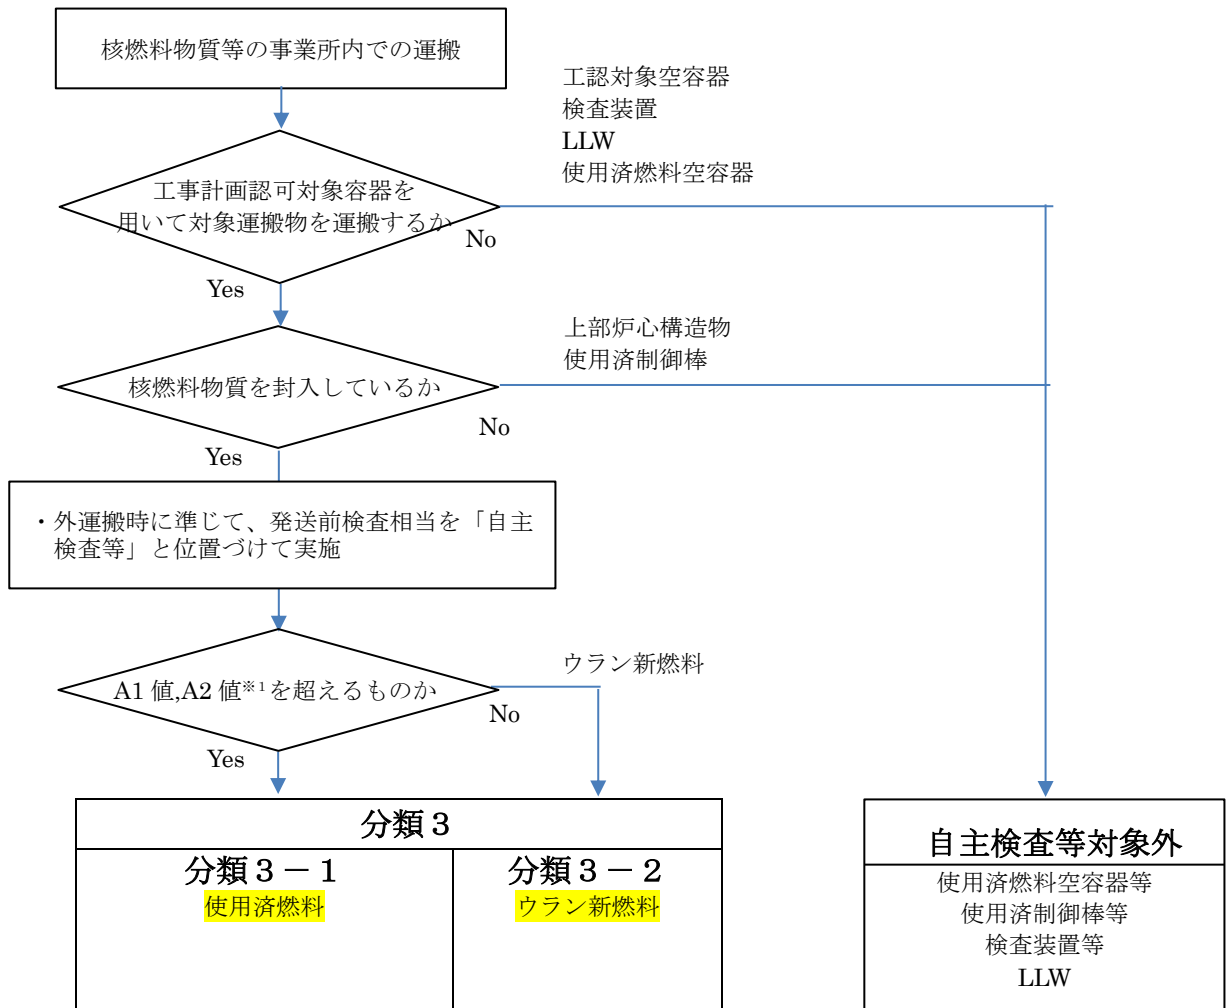 核燃料物質等の事業所内での運搬
工認対象空容器
検査装置
LLW
使用済燃料空容器
工事計画認可対象容器を
用いて対象運搬物を運搬するか
No
Yes
上部炉心構造物
使用済制御棒
核燃料物質を封入しているか
No
Yes
・外運搬時に準じて、発送前検査相当を「自主
検査等」と位置づけて実施
ウラン新燃料
A1 値,A2 値※1を超えるものか
No
Yes
分類３
分類３－１
使用済燃料
分類３－２
ウラン新燃料
自主検査等対象外
使用済燃料空容器等
使用済制御棒等
検査装置等
LLW